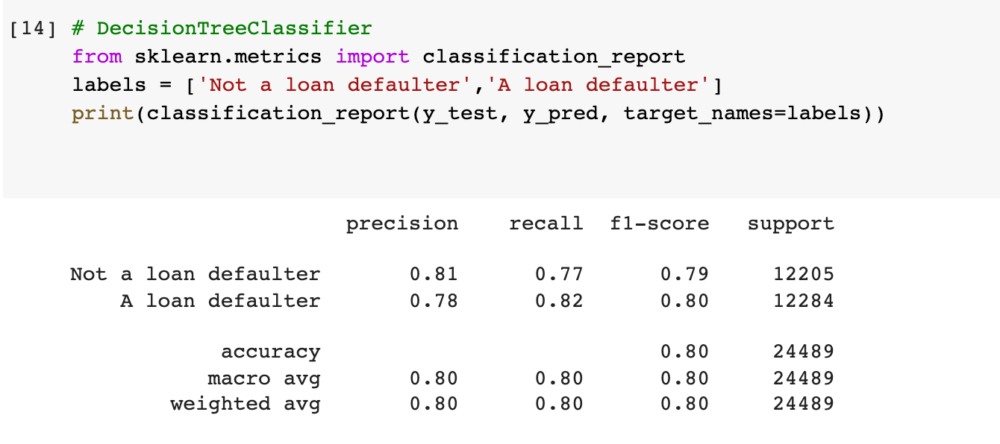 [14] # DecisionTreeClassifier
from sklearn.metrics import classification_report
labels = ['Not a loan defaulter','A loan defaulter']
print(classification_report(y_test, y_pred, target_names=labels))
precision recall f1-score support
Not a loan defaulter 0.81 0.77 0.79 12205
A loan defaulter 0.78 0.82 0.80 12284
accuracy 0.80 24489
macro avg 0.80 0.80 0.80 24489
weighted avg 0.80 0.80 0.80 24489